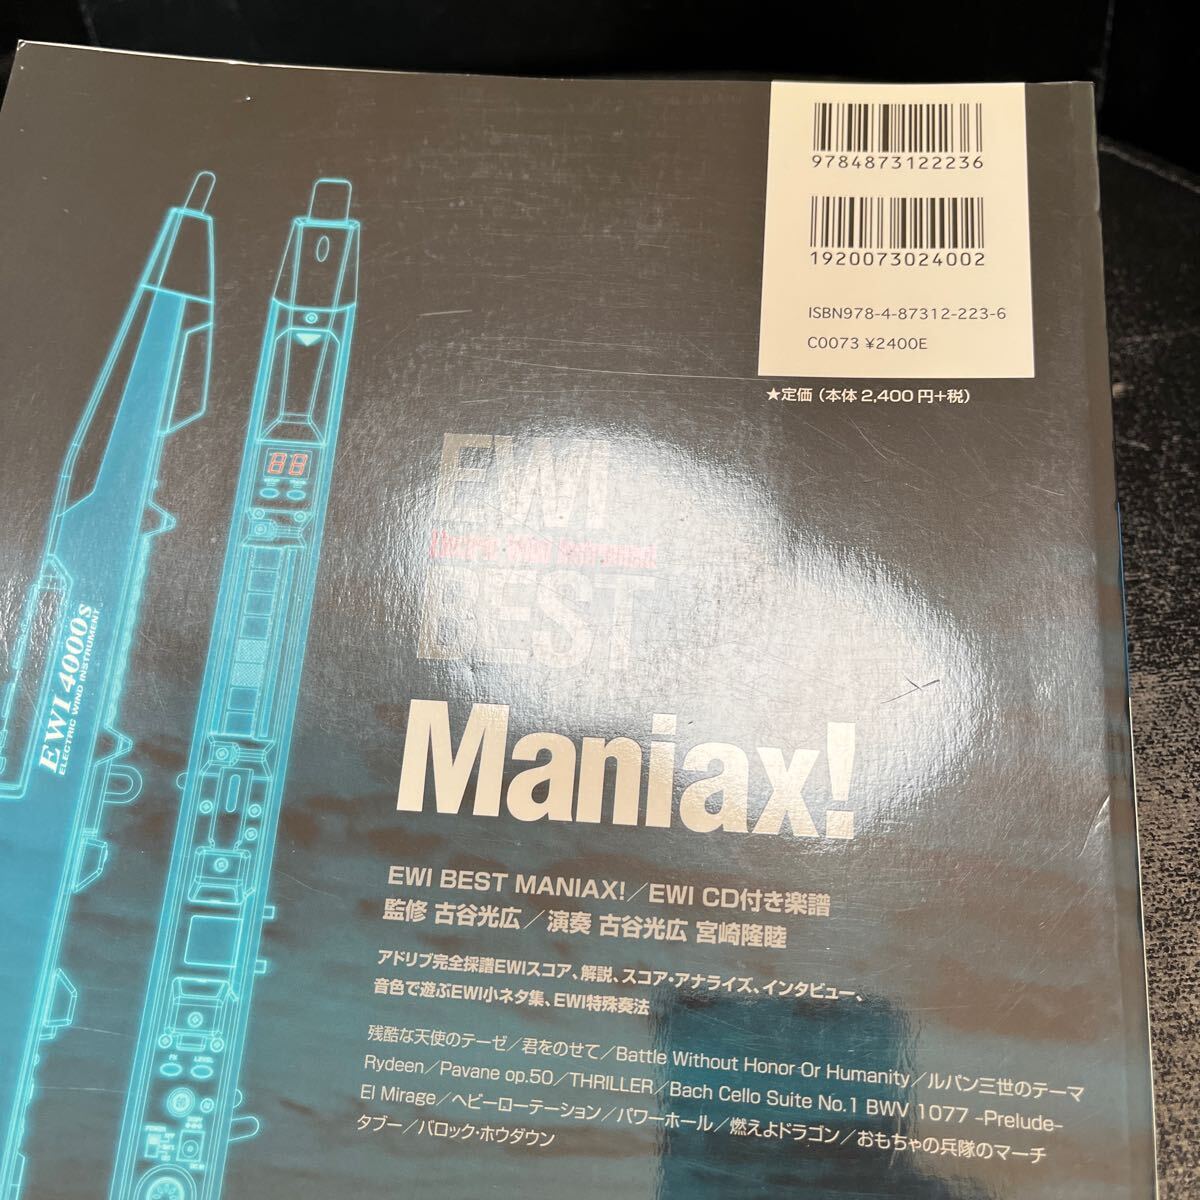 9784873122236
1920073024002
ISBN978-4-87312-223-6
C0073 ¥2400E
★定価（本体2,400円+税）
EWI
Electric Wind Instrument
BEST
Maniax!
EWI BEST MANIAX!／EWI CD付き楽譜
監修 古谷光広／演奏 古谷光広 宮崎隆睦
アドリブ完全採譜EWIスコア、解説、スコア・アナライズ、インタビュー、
音色で遊ぶEWI小ネタ集、EWI特殊奏法
残酷な天使のテーゼ／君をのせて／Battle Without Honor Or Humanity／ルパン三世のテーマ
Rydeen／Pavane op.50／THRILLER／Bach Cello Suite No.1 BWV 1077 -Prelude-
El Mirage／ヘビーローテーション／パワーホール／燃えよドラゴン／おもちゃの兵隊のマーチ
タブー／バロック・ホウダウン
EWI4000s
ELECTRIC WIND INSTRUMENT
88
FX LEVEL